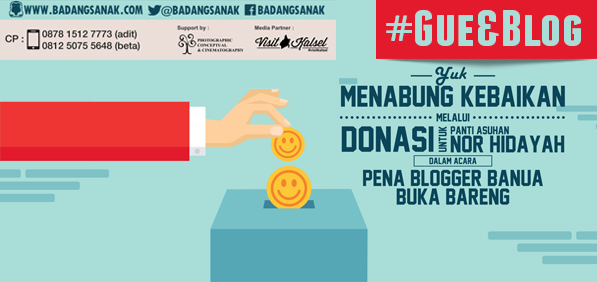 WWW.BADANGSANAK.COM @BADANGSANAK BADANGSANAK
CP : 0878 1512 7773 (adit)
0812 5075 5648 (beta)
Support by :
PHOTOGRAPHIC
CONCEPTUAL
& CINEMATOGRAPHY
Media Partner :
Visit Kalsel
#GUE&BLOG
Yuk
MENABUNG KEBAIKAN
MELALUI
DONASI UNTUK PANTI ASUHAN
NOR HIDAYAH
DALAM ACARA
PENA BLOGGER BANUA
BUKA BARENG